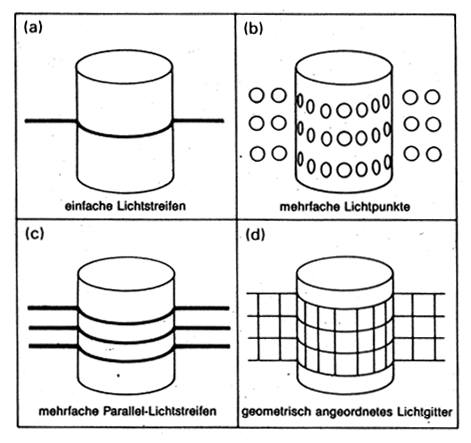 (a)
einfache Lichtstreifen
(b)
mehrfache Lichtpunkte
(c)
mehrfache Parallel-Lichtstreifen
(d)
geometrisch angeordnetes Lichtgitter